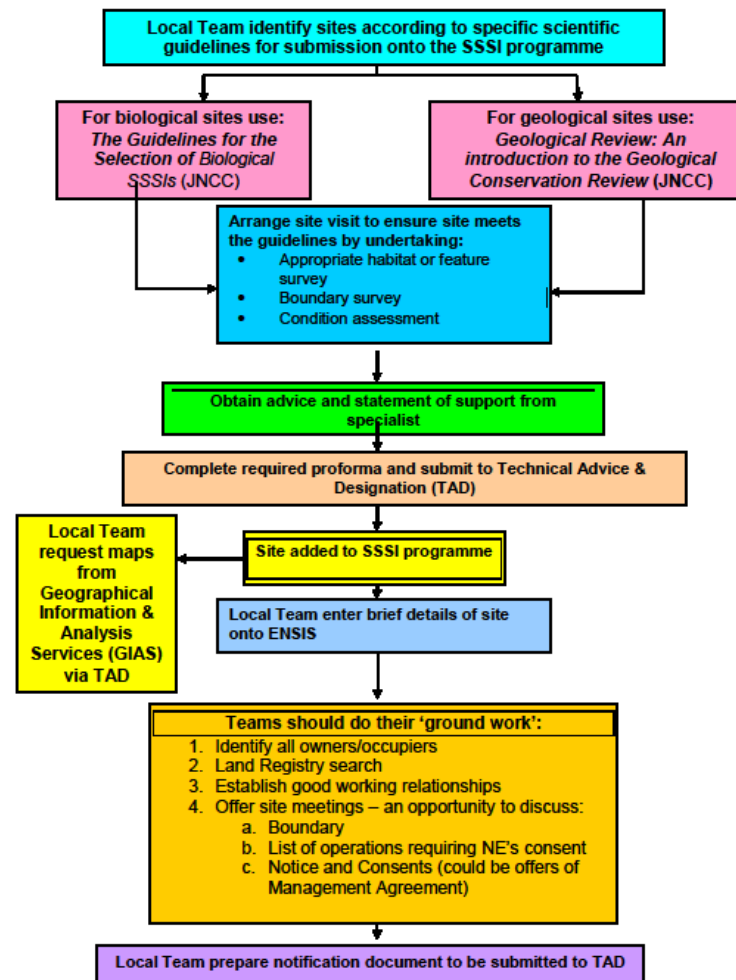 Local Team identify sites according to specific scientific
guidelines for submission onto the SSSI programme
For biological sites use:
The Guidelines for the
Selection of Biological
SSSIs (JNCC)
For geological sites use:
Geological Review: An
introduction to the Geological
Conservation Review (JNCC)
Arrange site visit to ensure site meets
the guidelines by undertaking:
• Appropriate habitat or feature
survey
• Boundary survey
• Condition assessment
Obtain advice and statement of support from
specialist
Complete required proforma and submit to Technical Advice &
Designation (TAD)
Local Team
request maps
from
Geographical
Information &
Analysis
Services (GIAS)
via TAD
Site added to SSSI programme
Local Team enter brief details of site
onto ENSIS
Teams should do their ‘ground work’:
1. Identify all owners/occupiers
2. Land Registry search
3. Establish good working relationships
4. Offer site meetings – an opportunity to discuss:
a. Boundary
b. List of operations requiring NE's consent
c. Notice and Consents (could be offers of
Management Agreement)
Local Team prepare notification document to be submitted to TAD